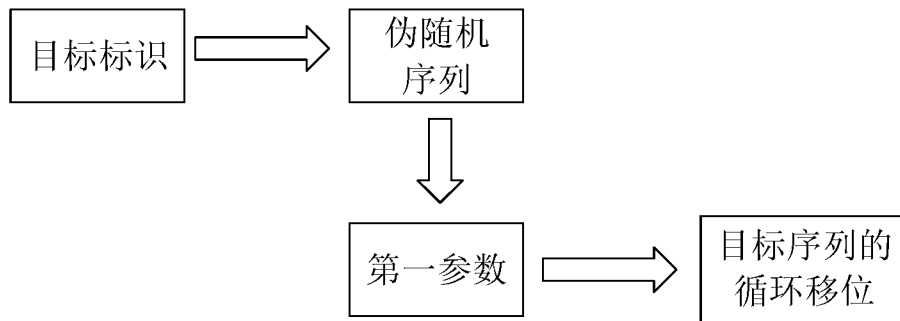 目标标识
伪随机
序列
第一参数
目标序列的
循环移位